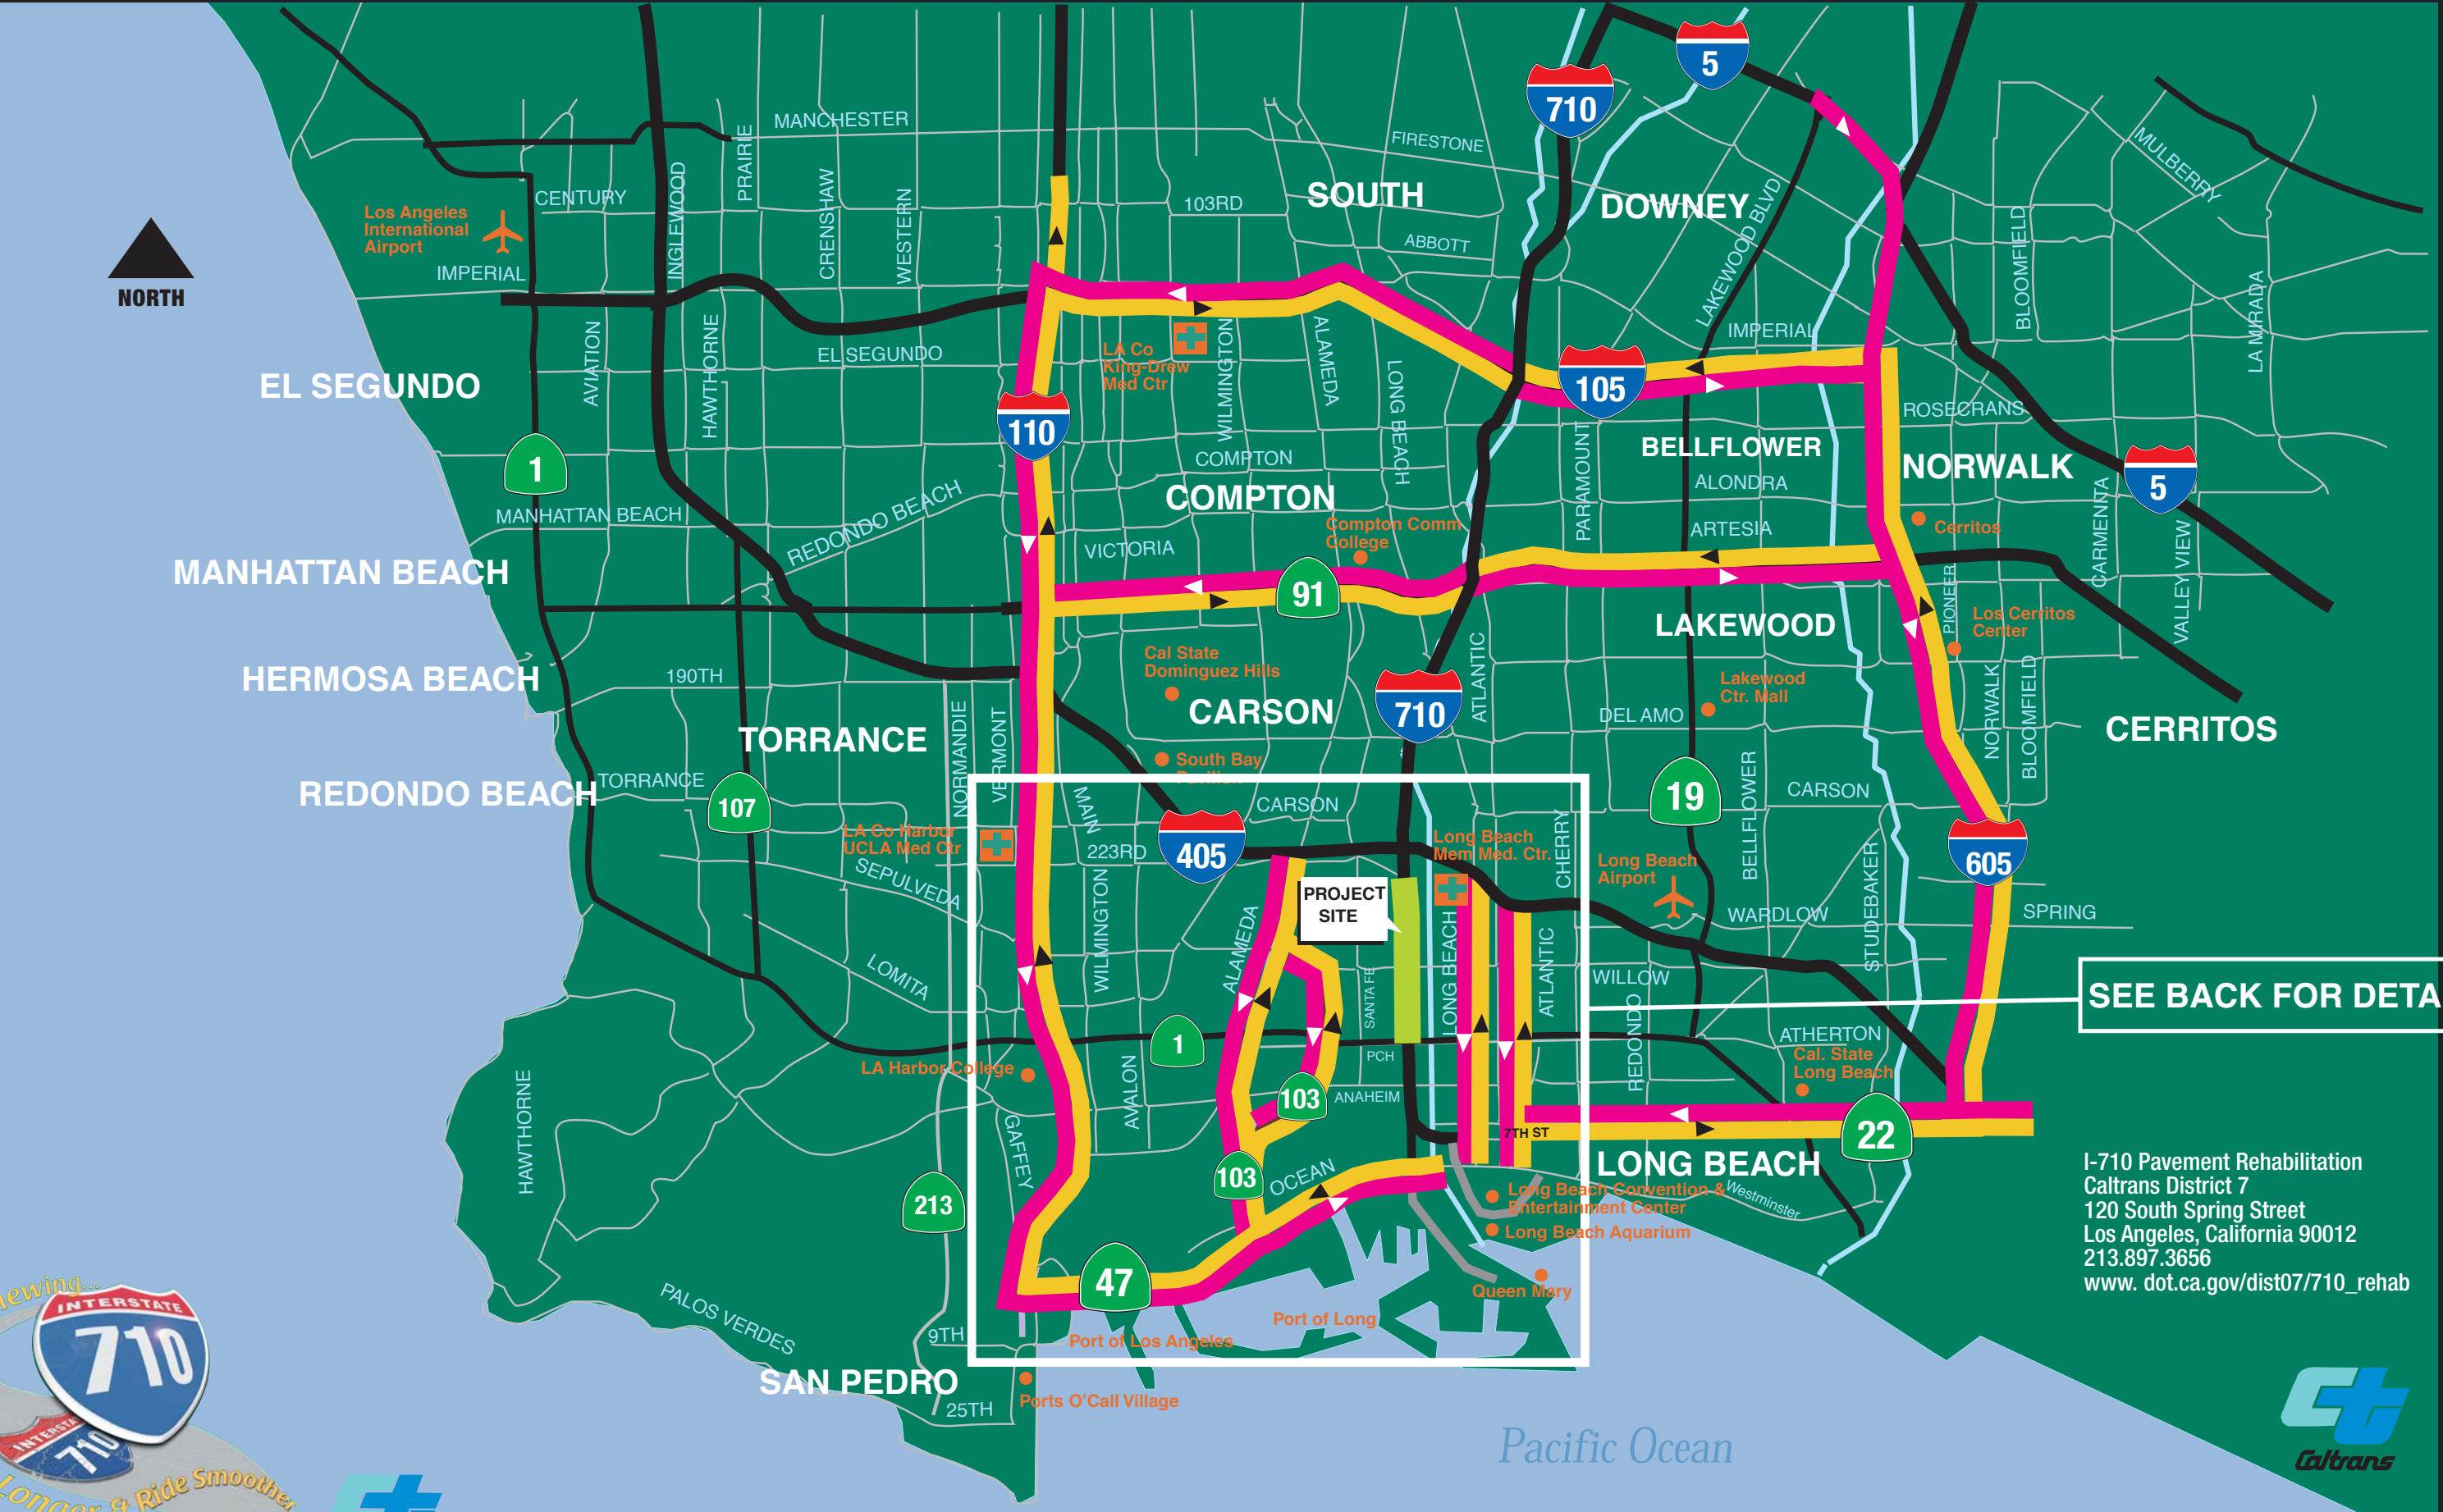 5
710
MANCHESTER
FIRESTONE
MULBERRY
PRAIRIE
INGLEWOOD
CRENSHAW
WESTERN
CENTURY
103RD
SOUTH
DOWNEY
LAKEWOOD BLVD
BLOOMFIELD
Los Angeles
International
Airport
ABBOTT
IMPERIAL
NORTH
LA MIRADA
IMPERIAL
AVIATION
HAWTHORNE
EL SEGUNDO
LA Co
King-Drew
Med Ctr
WILMINGTON
ALAMEDA
LONG BEACH
105
EL SEGUNDO
110
ROSECRANS
PARAMOUNT
BELLFLOWER
NORWALK
1
COMPTON
ALONDRA
5
COMPTON
MANHATTAN BEACH
REDONDO BEACH
Compton Comm
College
ARTESIA
Cerritos
CARMENITA
VALLEY VIEW
VICTORIA
MANHATTAN BEACH
91
PIONEER
Los Cerritos
Center
LAKEWOOD
Cal State
Dominguez Hills
HERMOSA BEACH
190TH
ATLANTIC
Lakewood
Ctr. Mall
NORWALK
BLOOMFIELD
CARSON
710
DEL AMO
NORMANDIE
VERMONT
TORRANCE
CERRITOS
South Bay
Pavilion
REDONDO BEACH
TORRANCE
107
MAIN
CARSON
CHERRY
19
BELLFLOWER
CARSON
LA Co Harbor
UCLA Med Ctr
223RD
405
Long Beach
Mem Med. Ctr.
Long Beach
Airport
STUDEBAKER
605
SEPULVEDA
PROJECT
SITE
WARDLOW
SPRING
WILMINGTON
ALAMEDA
SANTA FE
LONG BEACH
ATLANTIC
LOMITA
WILLOW
REDONDO
SEE BACK FOR DETA
1
PCH
ATHERTON
Cal. State
Long Beach
LA Harbor College
HAWTHORNE
AVALON
103
ANAHEIM
GAFFEY
7TH ST
22
103
OCEAN
LONG BEACH
Westminster
213
Long Beach Convention &
Entertainment Center
Long Beach Aquarium
I-710 Pavement Rehabilitation
Caltrans District 7
120 South Spring Street
Los Angeles, California 90012
213.897.3656
www. dot.ca.gov/dist07/710_rehab
47
Queen Mary
PALOS VERDES
Port of Long
9TH
Port of Los Angeles
SAN PEDRO
Ports O'Call Village
25TH
Pacific Ocean
Caltrans
ewing...
INTERSTATE
710
INTERSTA
710
Longer & Ride Smoother